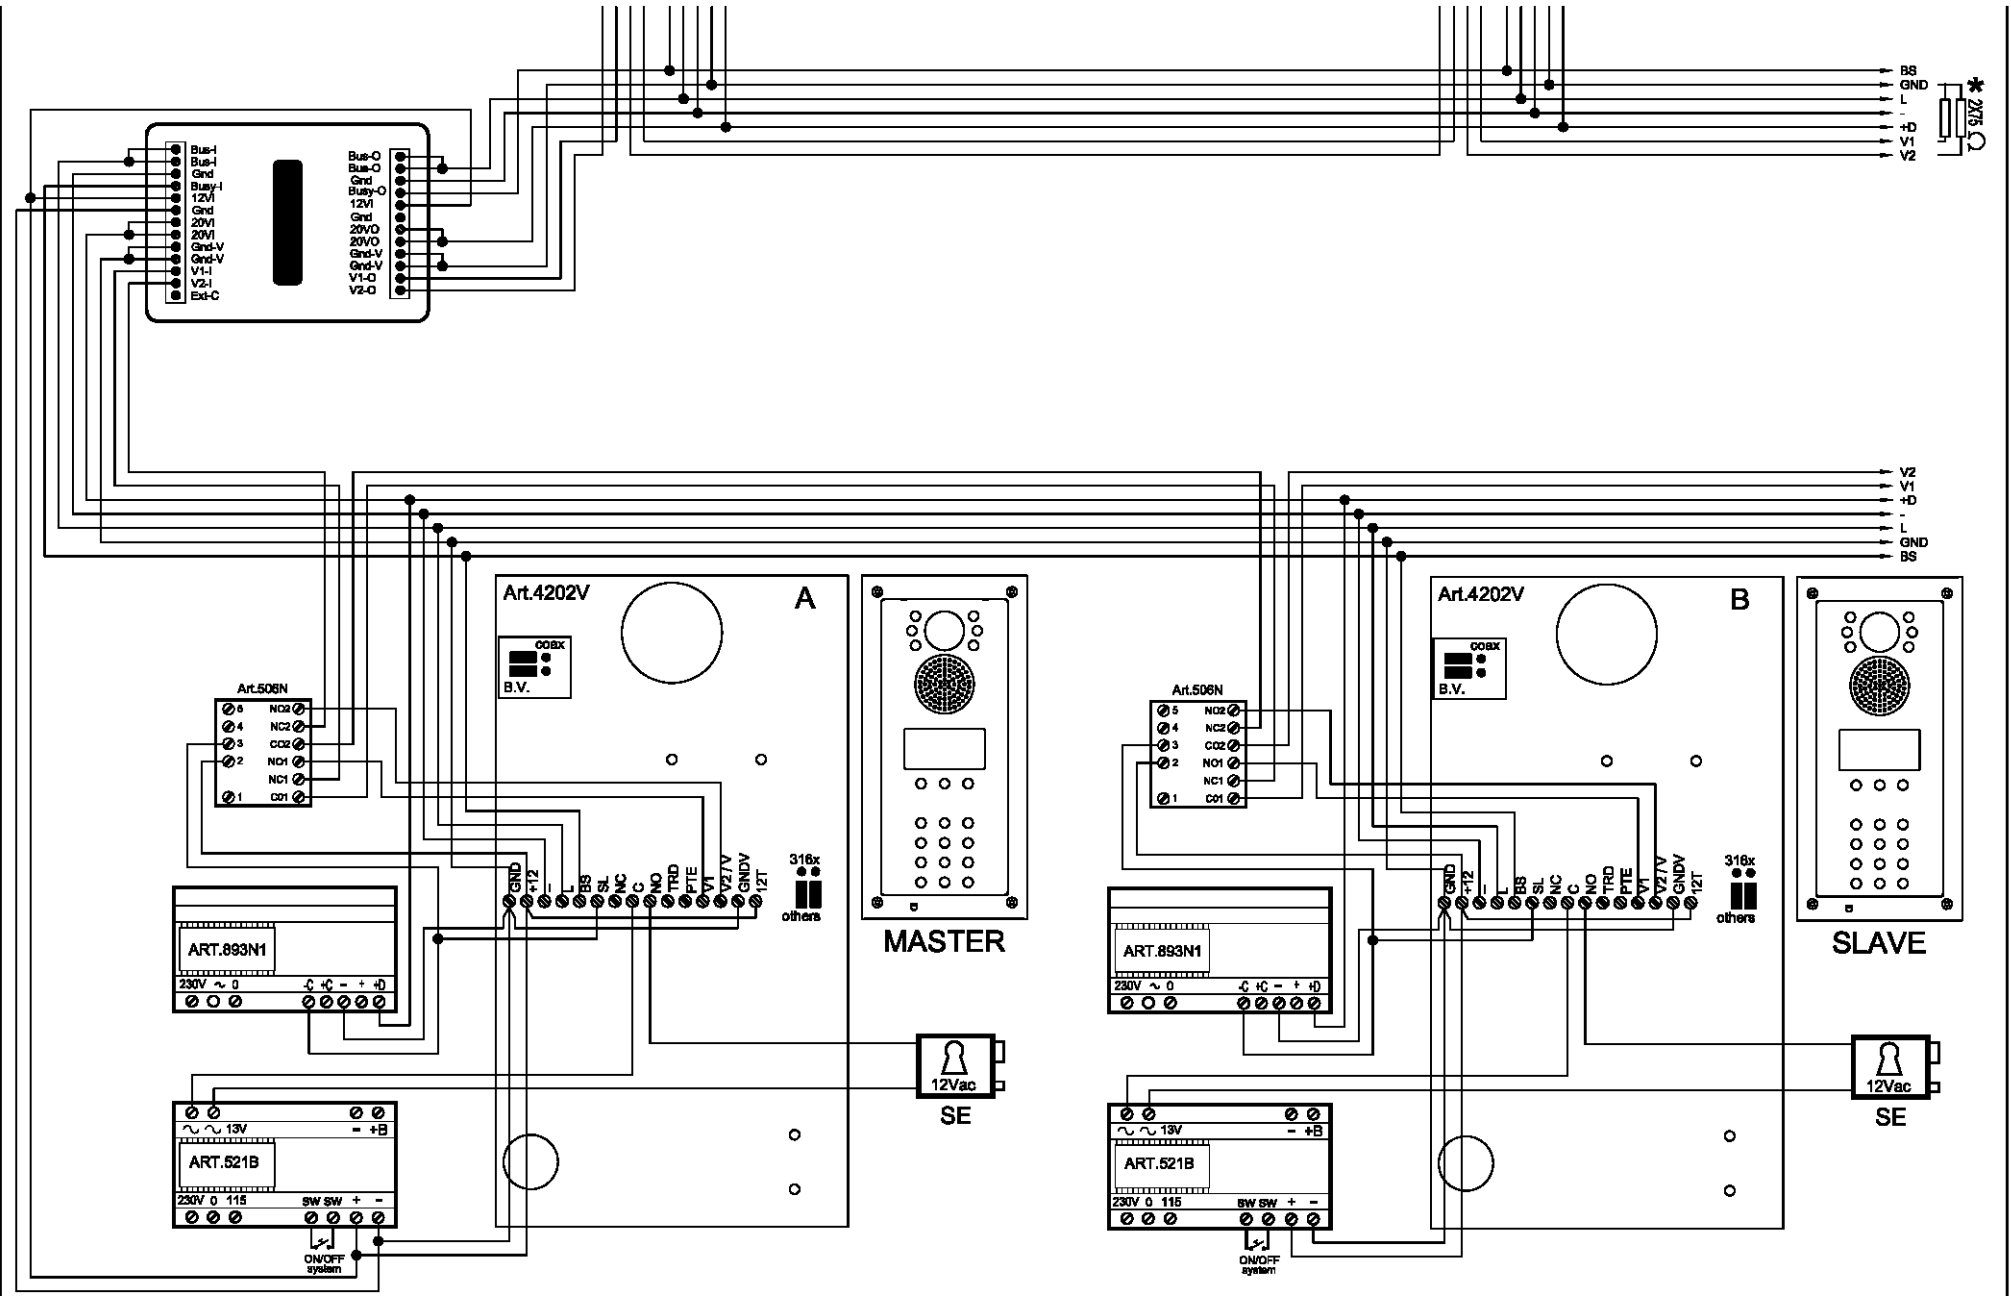 BS
GND
L
-
+D
V1
V2
*
2X75 Ω
Bus-I
Bus-I
Gnd
Busy-I
12VI
Gnd
20VI
20VI
Gnd-V
Gnd-V
V1-I
V2-I
Ext-C
Bus-O
Bus-O
Gnd
Busy-O
12VI
Gnd
20VO
20VO
Gnd-V
Gnd-V
V1-O
V2-O
V2
V1
+D
-
L
GND
BS
Art.4202V
A
coax
B.V.
Art.506N
5
4
3
2
1
NO2
NC2
CO2
NO1
NC1
C01
GND
+12
-
L
BS
SL
NC
C
NO
TRD
PTE
V1
V2 / V
GNDV
12T
316x
others
MASTER
ART.893N1
230V ~ 0
-C +C - + +D
12Vac
SE
13V
- +B
ART.521B
230V 0 115
SW SW + -
ON/OFF
system
Art.4202V
B
coax
B.V.
Art.506N
5
4
3
2
1
NO2
NC2
CO2
NO1
NC1
C01
GND
+12
-
L
BS
SL
NC
C
NO
TRD
PTE
V1
V2 / V
GNDV
12T
316x
others
SLAVE
ART.893N1
230V ~ 0
-C +C - + +D
12Vac
SE
13V
- +B
ART.521B
230V 0 115
SW SW + -
ON/OFF
system